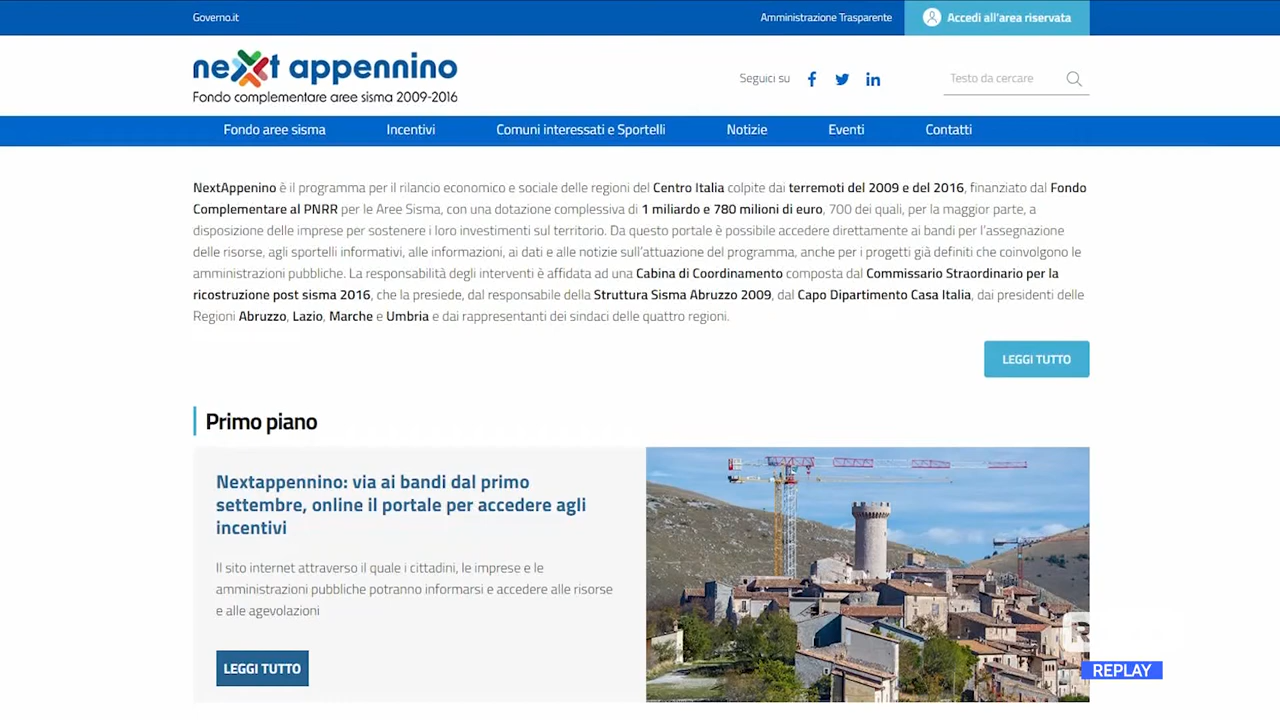 Governo.it
Amministrazione Trasparente
Accedi all'area riservata
next appennino
Fondo complementare aree sisma 2009-2016
Seguici su
Testo da cercare
Fondo aree sisma
Incentivi
Comuni interessati e Sportelli
Notizie
Eventi
Contatti
NextAppenino è il programma per il rilancio economico e sociale delle regioni del Centro Italia colpite dai terremoti del 2009 e del 2016, finanziato dal Fondo
Complementare al PNRR per le Aree Sisma, con una dotazione complessiva di 1 miliardo e 780 milioni di euro, 700 dei quali, per la maggior parte, a
disposizione delle imprese per sostenere i loro investimenti sul territorio. Da questo portale è possibile accedere direttamente ai bandi per l'assegnazione
delle risorse, agli sportelli informativi, alle informazioni, ai dati e alle notizie sull'attuazione del programma, anche per i progetti già definiti che coinvolgono le
amministrazioni pubbliche. La responsabilità degli interventi è affidata ad una Cabina di Coordinamento composta dal Commissario Straordinario per la
ricostruzione post sisma 2016, che la presiede, dal responsabile della Struttura Sisma Abruzzo 2009, dal Capo Dipartimento Casa Italia, dai presidenti delle
Regioni Abruzzo, Lazio, Marche e Umbria e dai rappresentanti dei sindaci delle quattro regioni.
LEGGI TUTTO
Primo piano
Nextappennino: via ai bandi dal primo
settembre, online il portale per accedere agli
incentivi
Il sito internet attraverso il quale i cittadini, le imprese e le
amministrazioni pubbliche potranno informarsi e accedere alle risorse
e alle agevolazioni
LEGGI TUTTO
REPLAY